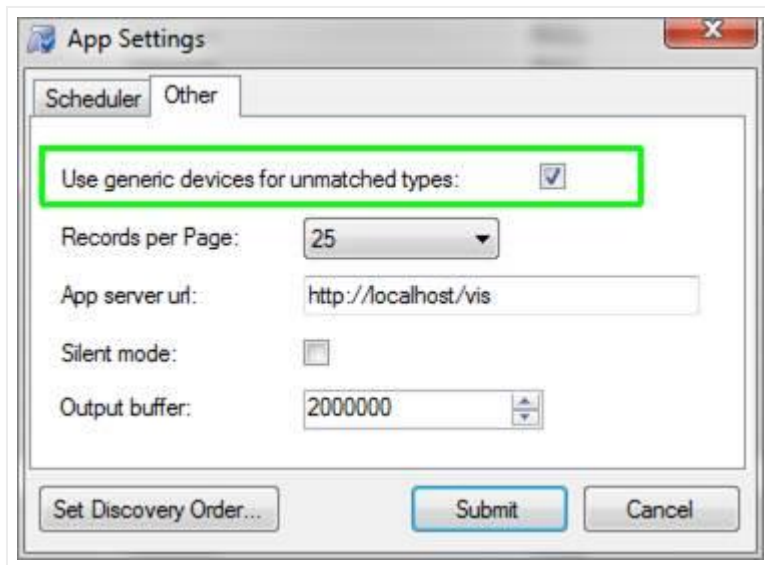 App Settings
Scheduler Other
Use generic devices for unmatched types:
Records per Page: 25
App server url: http://localhost/vis
Silent mode:
Output buffer: 2000000
Set Discovery Order... Submit Cancel